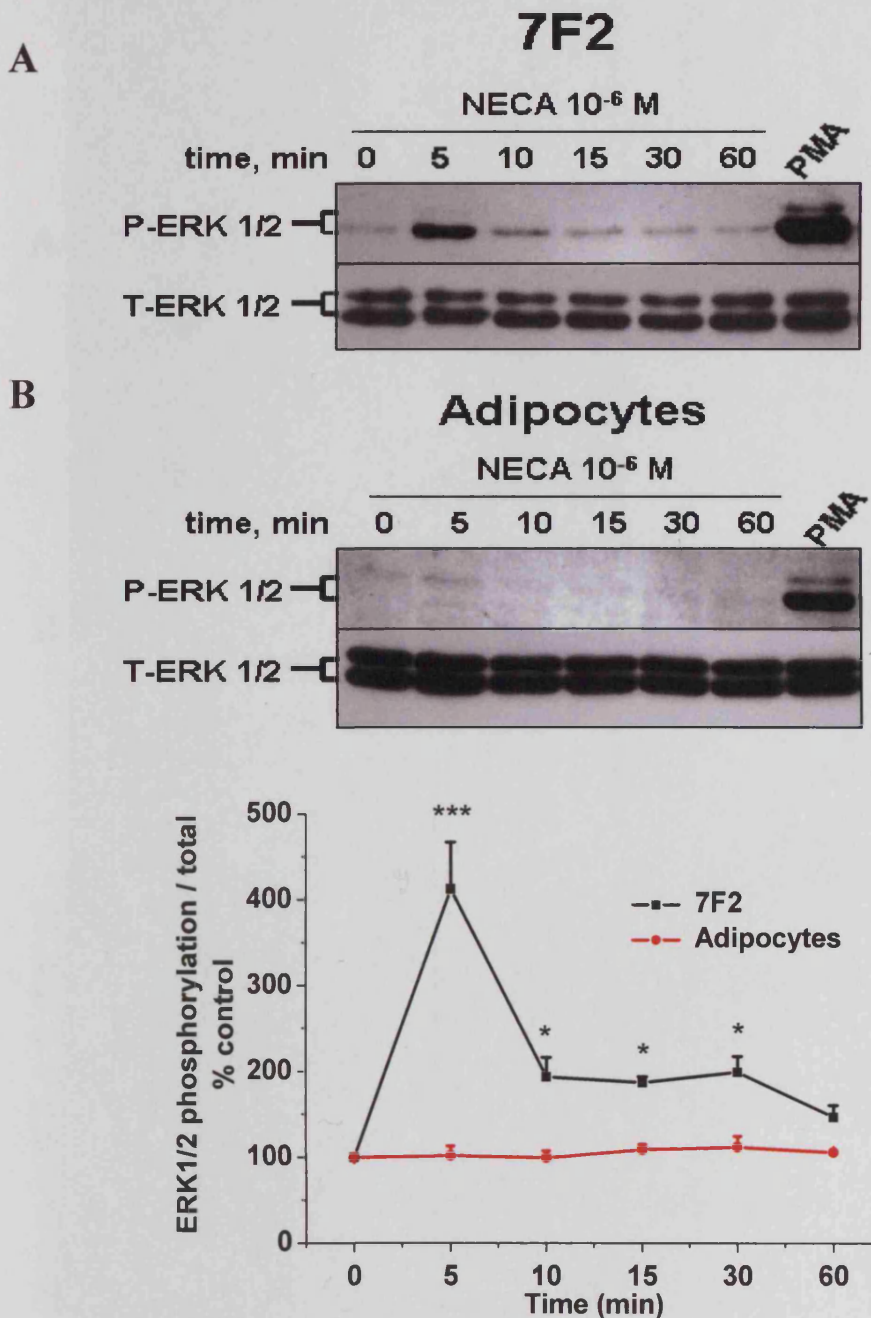 A
7F2
NECA 10⁻⁶ M
time, min 0 5 10 15 30 60 PMA
P-ERK 1/2
T-ERK 1/2
B
Adipocytes
NECA 10⁻⁶ M
time, min 0 5 10 15 30 60 PMA
P-ERK 1/2
T-ERK 1/2
ERK1/2 phosphorylation / total
% control
500
400
300
200
100
0
***
*
*
*
7F2
Adipocytes
0 5 10 15 30 60
Time (min)